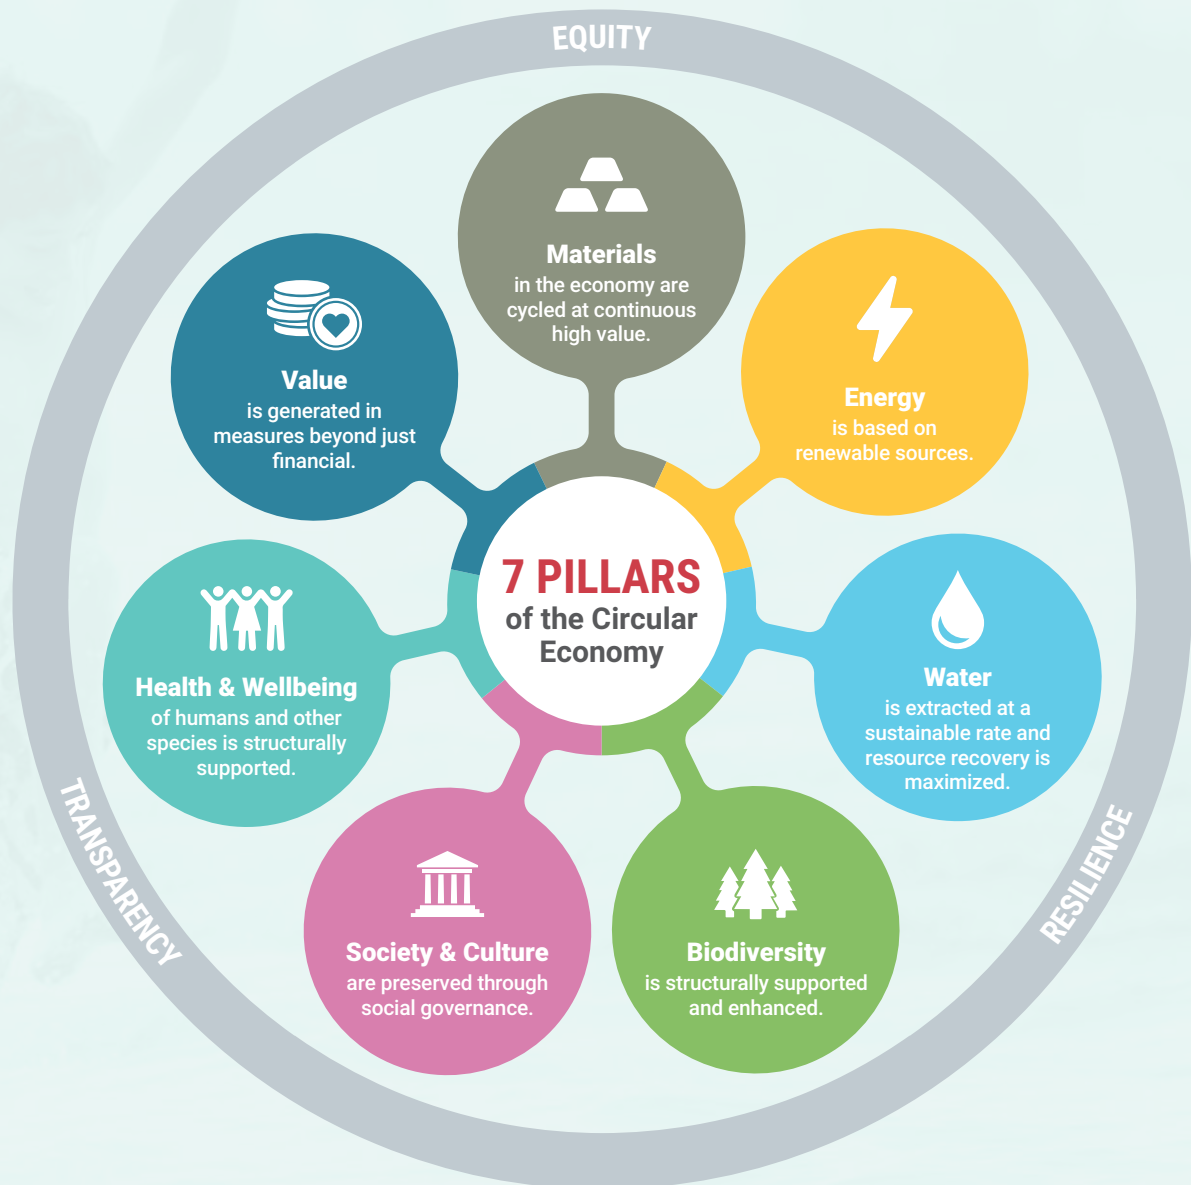 EQUITY
Materials
in the economy are
cycled at continuous
high value.
Energy
is based on
renewable sources.
Water
is extracted at a
sustainable rate and
resource recovery is
maximized.
Biodiversity
is structurally supported
and enhanced.
Society & Culture
are preserved through
social governance.
Health & Wellbeing
of humans and other
species is structurally
supported.
Value
is generated in
measures beyond just
financial.
7 PILLARS
of the Circular
Economy
RESILIENCE
TRANSPARENCY